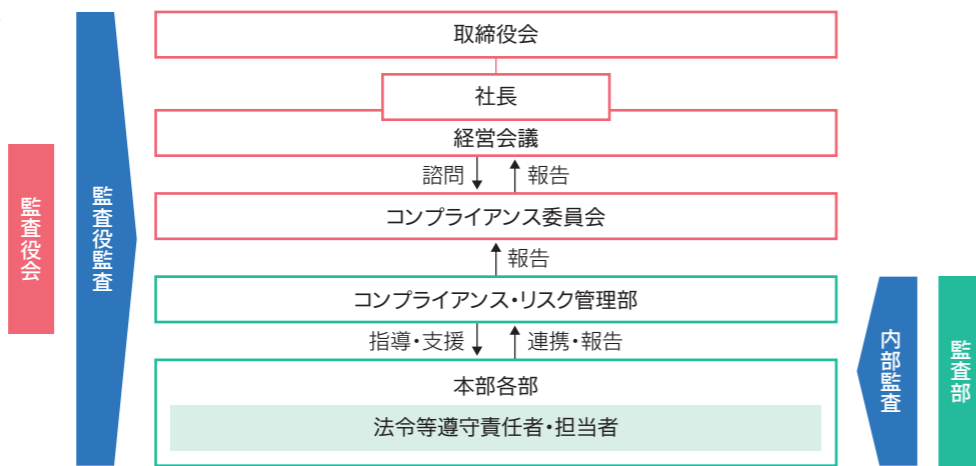 取締役会
社長
経営会議
諮問
報告
コンプライアンス委員会
報告
コンプライアンス・リスク管理部
指導・支援
連携・報告
本部各部
法令等遵守責任者・担当者
監査役会
監査役監査
内部監査
監査部